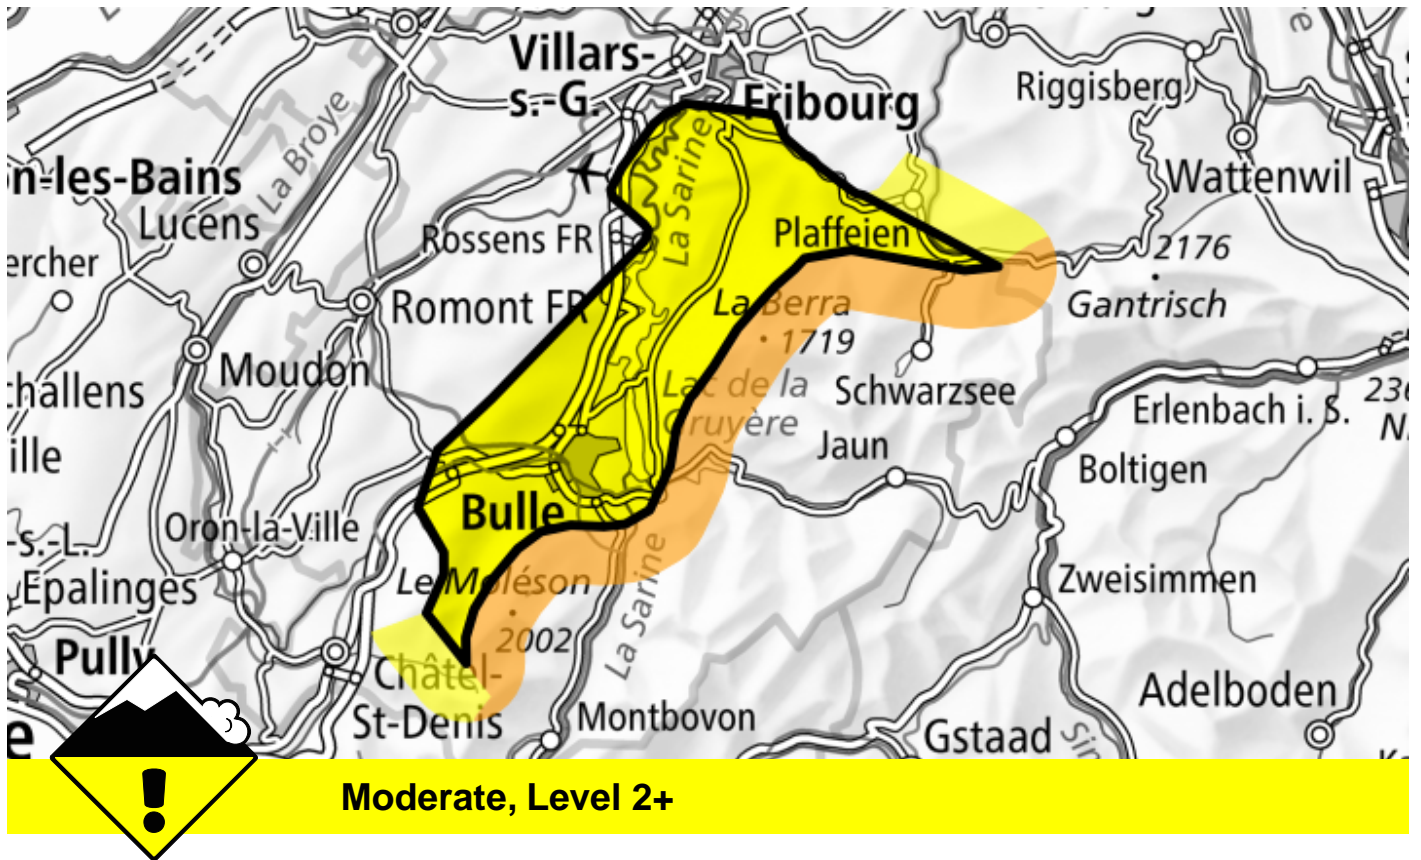 Villars-
s.-G.
Fribourg
Riggisberg
La Broye
n-les-Bains
Lucens
La Sarine
Wattenwil
Rossens FR
Plaffeien
2176
ercher
Romont FR
La Berra
Gantrisch
1719
Moudon
challens
Lac de la
Gruyère
Schwarzsee
236
Erlenbach i. S.
N
Jaun
ille
Boltigen
Bulle
Oron-la-Ville
-s.-L.
Epalinges
Le Moléson
La Sarine
Zweisimmen
2002
Pully
Châtel-
St-Denis
Adelboden
Montbovon
Gstaad
Sim
e
Moderate, Level 2+